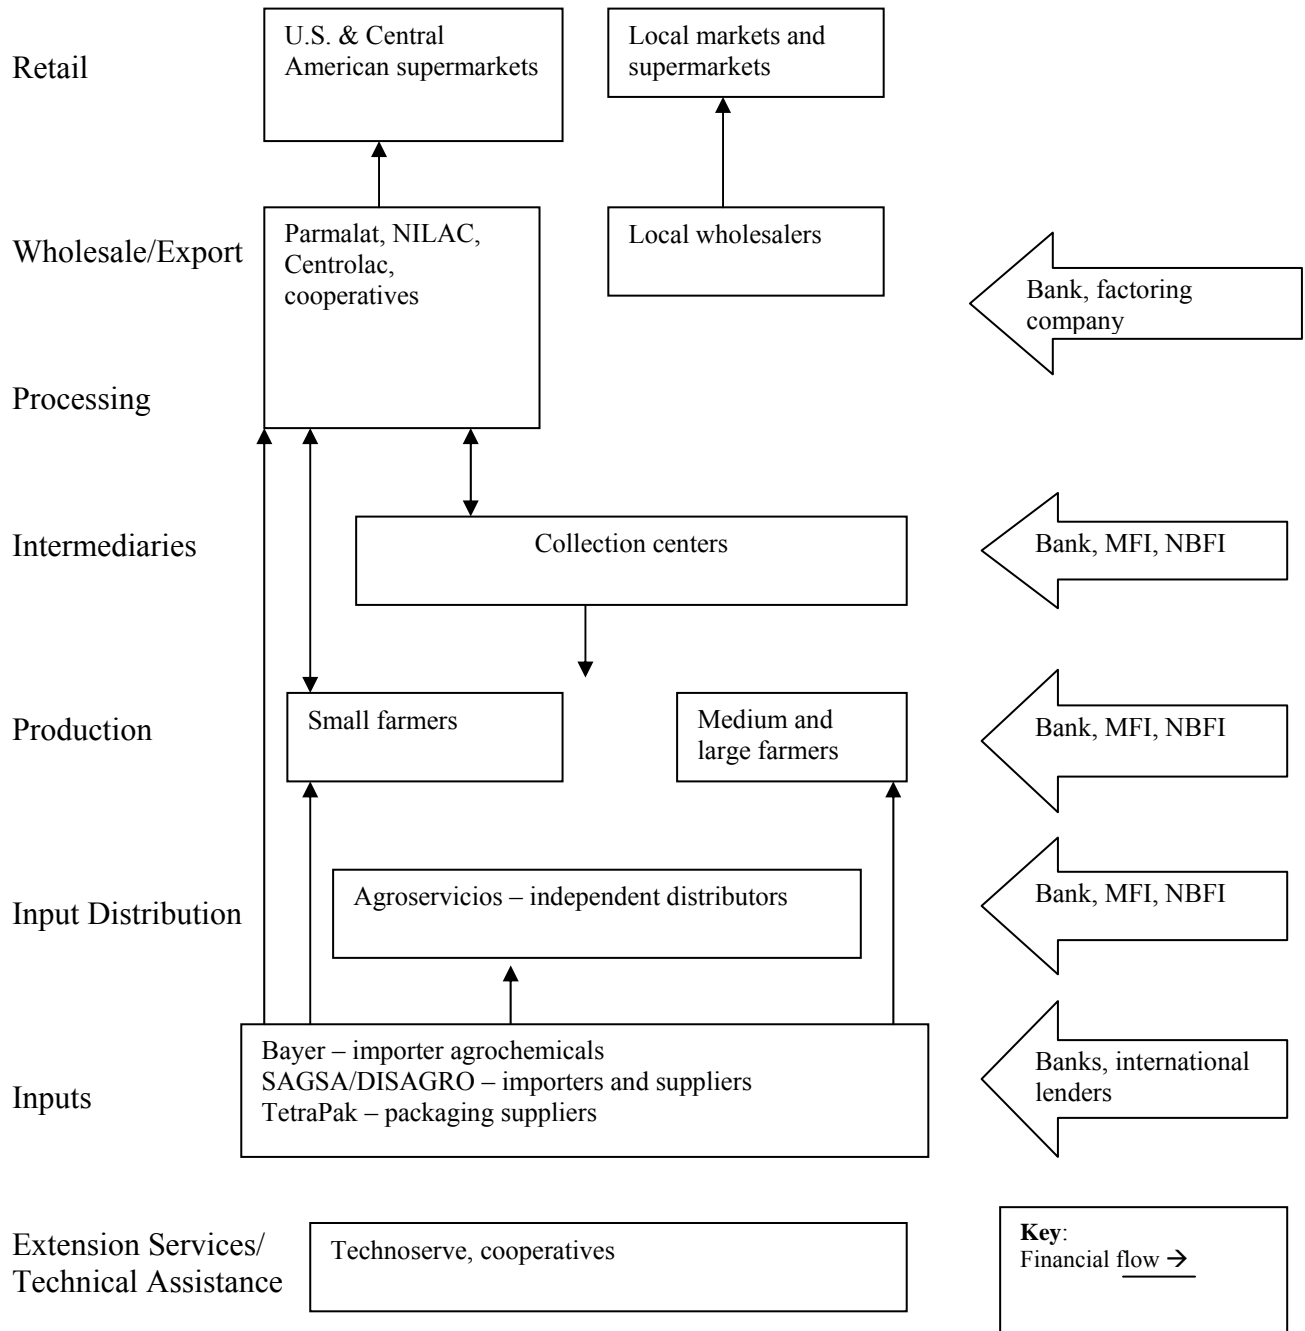 Retail
U.S. & Central
American supermarkets
Local markets and
supermarkets
Wholesale/Export
Parmalat, NILAC,
Centrolac,
cooperatives
Local wholesalers
Bank, factoring
company
Processing
Intermediaries
Collection centers
Bank, MFI, NBFI
Production
Small farmers
Medium and
large farmers
Bank, MFI, NBFI
Input Distribution
Agroservicios – independent distributors
Bank, MFI, NBFI
Inputs
Bayer – importer agrochemicals
SAGSA/DISAGRO – importers and suppliers
TetraPak – packaging suppliers
Banks, international
lenders
Extension Services/
Technical Assistance
Technoserve, cooperatives
Key:
Financial flow →